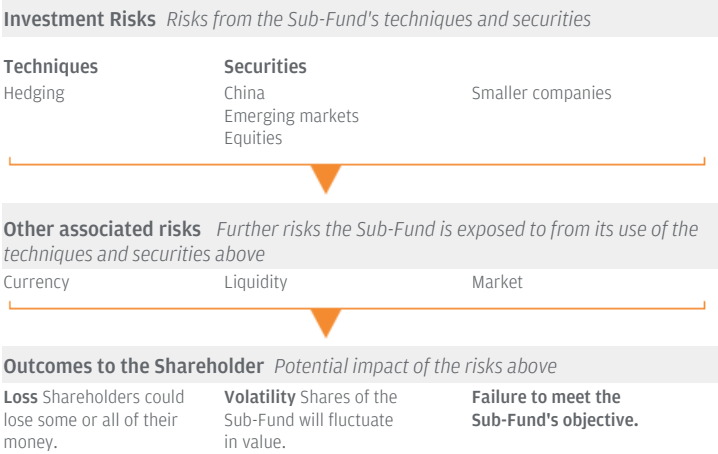 Investment Risks Risks from the Sub-Fund's techniques and securities
Techniques Securities
Hedging China Smaller companies
Emerging markets
Equities
Other associated risks Further risks the Sub-Fund is exposed to from its use of the
techniques and securities above
Currency Liquidity Market
Outcomes to the Shareholder Potential impact of the risks above
Loss Shareholders could
lose some or all of their
money.
Volatility Shares of the
Sub-Fund will fluctuate
in value.
Failure to meet the
Sub-Fund's objective.